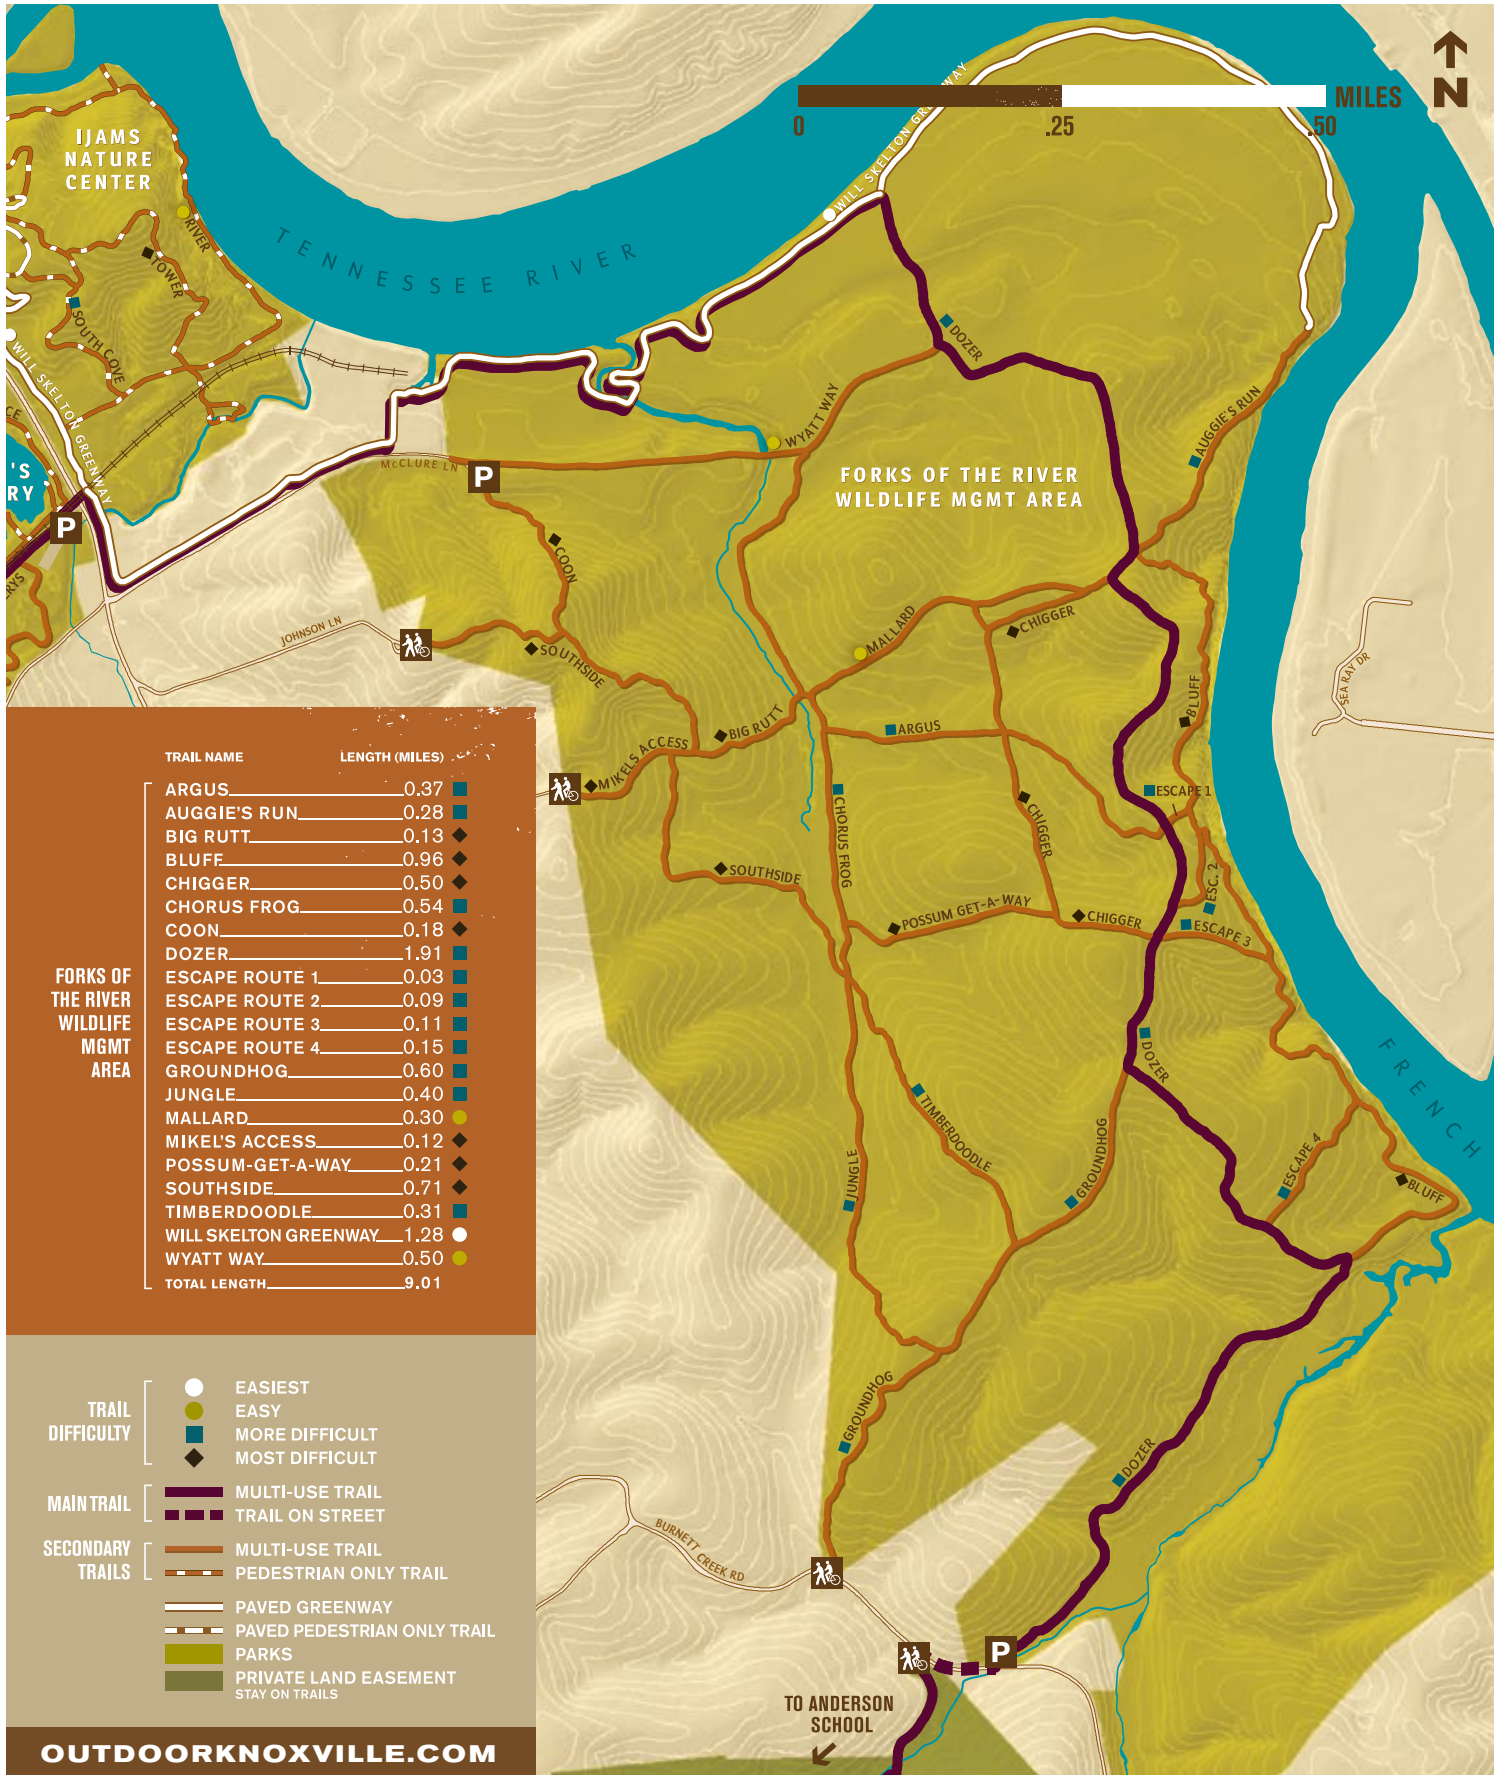 IJAMS
NATURE
CENTER
RIVER
TOWER
SOUTH COVE
WILL SKELTON GREENWAY
'S
RY
P
TENNESSEE RIVER
WILL SKELTON GREENWAY
0
.25
.50
MILES
N
DOZER
WYATT WAY
AUGGIE'S RUN
FORKS OF THE RIVER
WILDLIFE MGMT AREA
McCLURE LN
P
COON
JOHNSON LN
SOUTHSIDE
MALLARD
CHIGGER
BLUFF
SEA RAY DR
BIG RUTT
MIKELS ACCESS
ARGUS
ESCAPE 1
CHORUS FROG
CHIGGER
SOUTHSIDE
ESC. 2
POSSUM GET-A-WAY
CHIGGER
ESCAPE 3
DOZER
FRENCH
TIMBERDOODLE
JUNGLE
GROUNDHOG
ESCAPE 4
BLUFF
GROUNDHOG
DOZER
BURNETT CREEK RD
P
TO ANDERSON
SCHOOL
TRAIL NAME LENGTH (MILES)
FORKS OF
THE RIVER
WILDLIFE
MGMT
AREA
ARGUS 0.37
AUGGIE'S RUN 0.28
BIG RUTT 0.13
BLUFF 0.96
CHIGGER 0.50
CHORUS FROG 0.54
COON 0.18
DOZER 1.91
ESCAPE ROUTE 1 0.03
ESCAPE ROUTE 2 0.09
ESCAPE ROUTE 3 0.11
ESCAPE ROUTE 4 0.15
GROUNDHOG 0.60
JUNGLE 0.40
MALLARD 0.30
MIKEL'S ACCESS 0.12
POSSUM-GET-A-WAY 0.21
SOUTHSIDE 0.71
TIMBERDOODLE 0.31
WILL SKELTON GREENWAY 1.28
WYATT WAY 0.50
TOTAL LENGTH 9.01
TRAIL
DIFFICULTY
EASIEST
EASY
MORE DIFFICULT
MOST DIFFICULT
MAIN TRAIL
MULTI-USE TRAIL
TRAIL ON STREET
SECONDARY
TRAILS
MULTI-USE TRAIL
PEDESTRIAN ONLY TRAIL
PAVED GREENWAY
PAVED PEDESTRIAN ONLY TRAIL
PARKS
PRIVATE LAND EASEMENT
STAY ON TRAILS
OUTDOORKNOXVILLE.COM